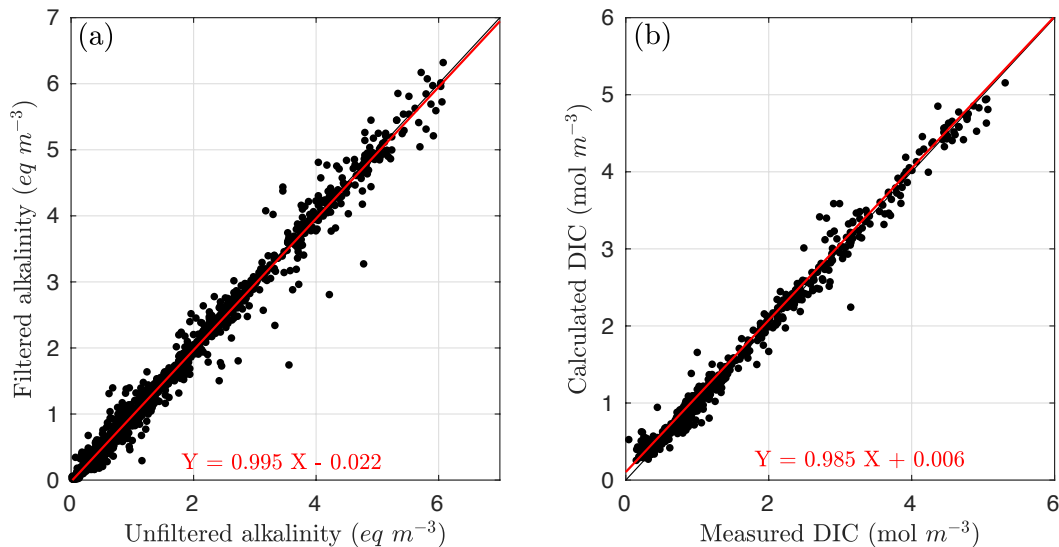 (a)
7
6
5
4
3
2
1
0
0
2
4
6
Filtered alkalinity (eq m⁻³)
Y = 0.995 X - 0.022
Unfiltered alkalinity (eq m⁻³)
(b)
6
5
4
3
2
1
0
0
2
4
6
Calculated DIC (mol m⁻³)
Y = 0.985 X + 0.006
Measured DIC (mol m⁻³)